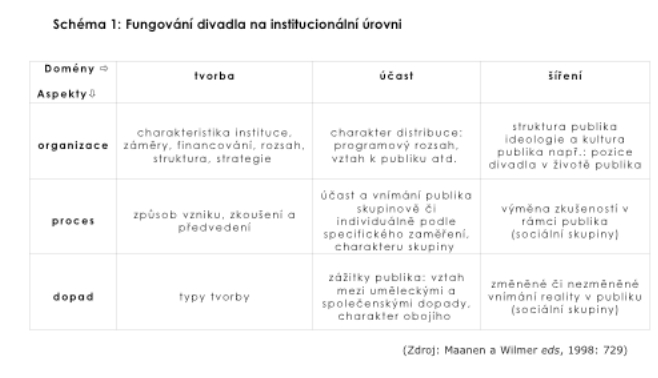 Schéma 1: Fungování divadla na institucionální úrovni
Domény ⇨
Aspekty⇩
tvorba
účast
šíření
organizace
charakteristika instituce,
záměry, financování, rozsah,
struktura, strategie
charakter distribuce:
programový rozsah,
vztah k publiku atd.
struktura publika
ideologie a kultura
publika např.: pozice
divadla v životě publika
proces
způsob vzniku, zkoušení a
předvedení
účast a vnímání publika
skupinově či
individuálně podle
specifického zaměření,
charakteru skupiny
výměna zkušeností v
rámci publika
(sociální skupiny)
dopad
typy tvorby
zážitky publika: vztah
mezi uměleckými a
společenskými dopady,
charakter obojího
změněné či nezměněné
vnímání reality v publiku
(sociální skupiny)
(Zdroj: Maanen a Wilmer eds, 1998: 729)